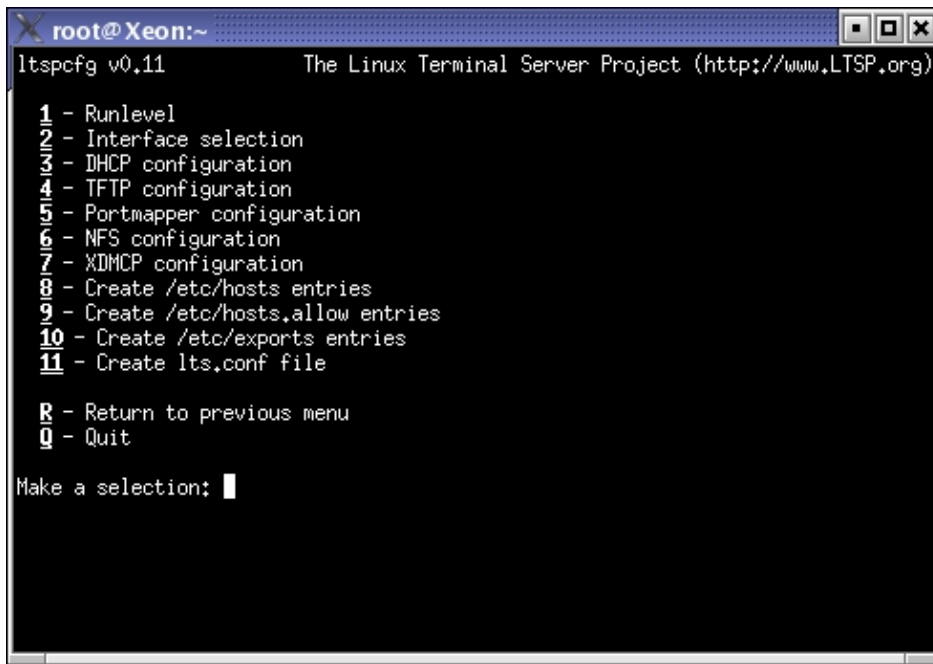 root@Xeon:~
ltspcfg v0.11 The Linux Terminal Server Project (http://www.LTSP.org)
1 - Runlevel
2 - Interface selection
3 - DHCP configuration
4 - TFTP configuration
5 - Portmapper configuration
6 - NFS configuration
7 - XDMCP configuration
8 - Create /etc/hosts entries
9 - Create /etc/hosts.allow entries
10 - Create /etc/exports entries
11 - Create lts.conf file
R - Return to previous menu
Q - Quit
Make a selection: